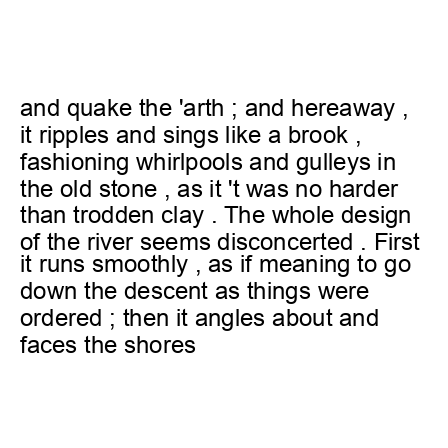 and quake the 'arth ; and hereaway ,
it ripples and sings like a brook ,
fashioning whirlpools and gulleys in
the old stone , as it 't was no harder
than trodden clay . The whole design
of the river seems disconcerted . First
it runs smoothly , as if meaning to go
down the descent as things were
ordered ; then it angles about and
faces the shores